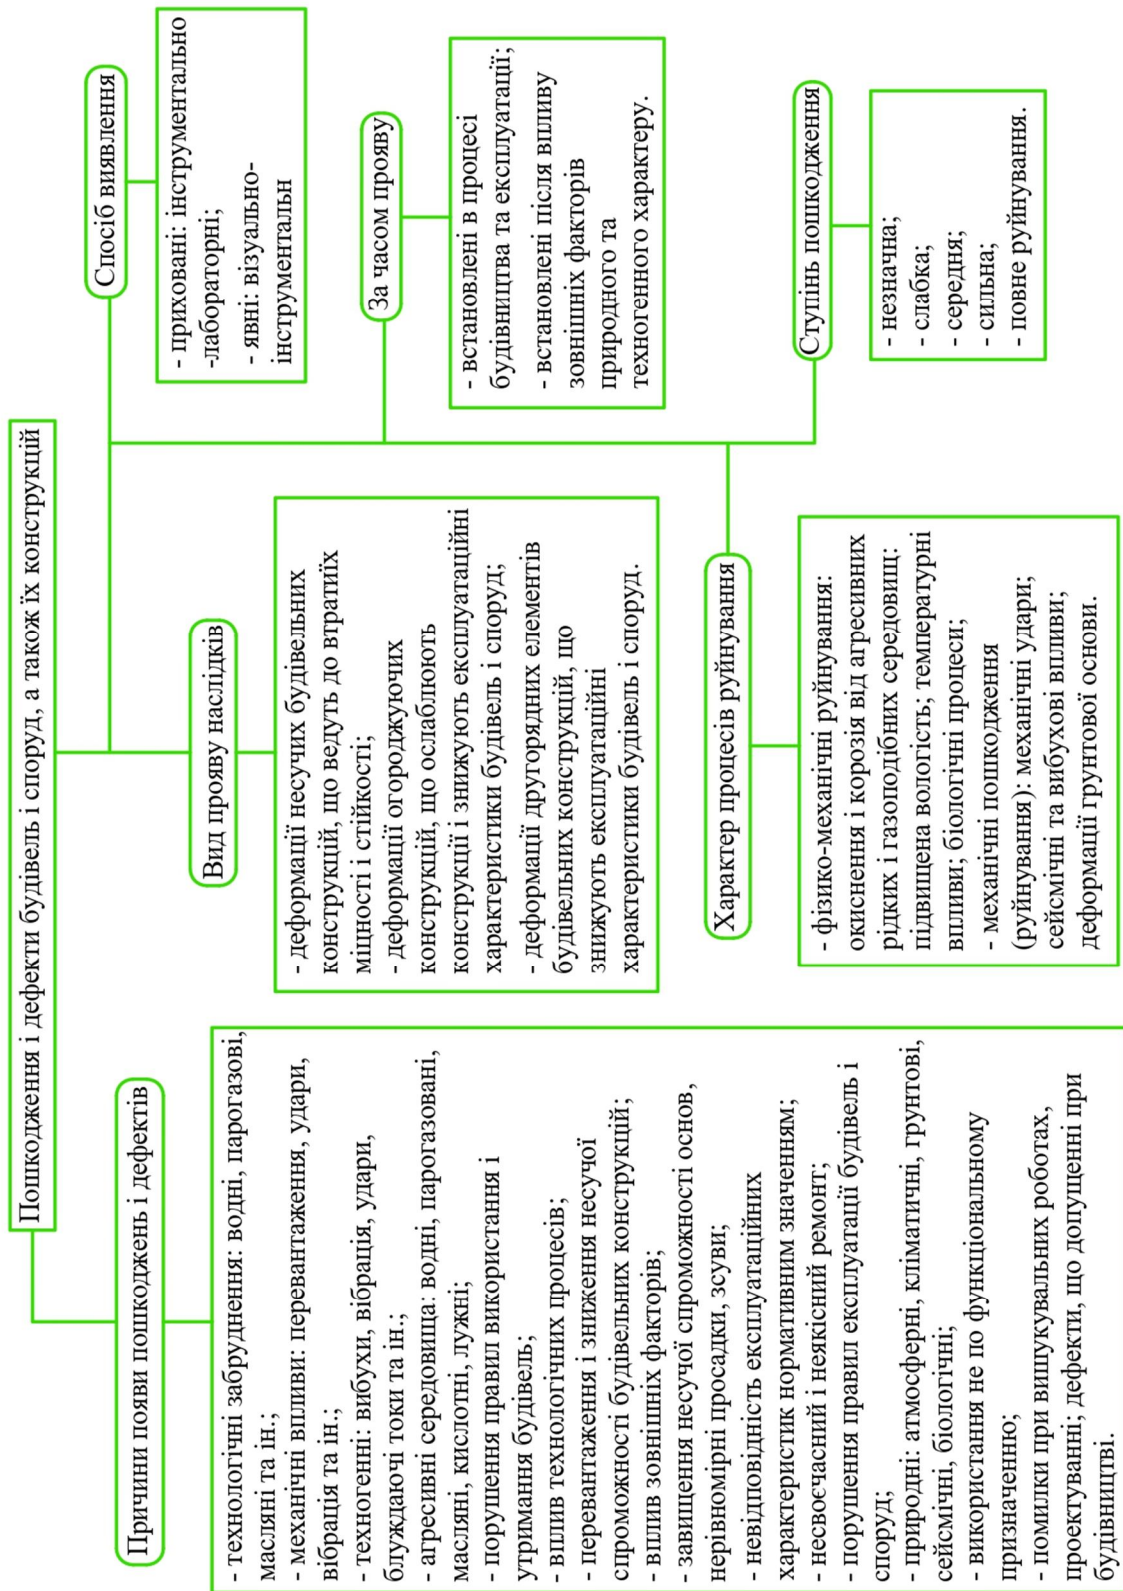 Пошкодження і дефекти будівель і споруд, а також їх конструкцій
Причини появи пошкоджень і дефектів
- технологічні забруднення: водні, парогазові,
масляні та ін.;
- механічні впливи: перевантаження, удари,
вібрація та ін.,
- техногенні: вибухи, вібрація, удари,
блуждаючі токи та ін.;
- агресивні середовища: водні, парогазовані,
масляні, кислотні, лужні;
- порушення правил використання і
утримання будівель;
- вплив технологічних процесів;
- перевантаження і зниження несучої
спроможності будівельних конструкцій;
- вплив зовнішніх факторів;
- завищення несучої спроможності основ,
нерівномірні просадки, зсуви;
- невідповідність експлуатаційних
характеристик нормативним значенням;
- несвоєчасний і неякісний ремонт;
- порушення правил експлуатації будівель і
споруд;
- природні: атмосферні, кліматичні, грунтові,
сейсмічні, біологічні;
- використання не по функціональному
призначенню;
- помилки при вишукувальних роботах,
проектуванні; дефекти, що допущенні при
будівництві.
Вид прояву наслідків
- деформації несучих будівельних
конструкцій, що ведуть до втратиїх
міцності і стійкості;
- деформації огороджуючих
конструкцій, що ослаблюють
конструкції і знижують експлуатаційні
характеристики будівель і споруд;
- деформації другорядних елементів
будівельних конструкцій, що
знижують експлуатаційні
характеристики будівель і споруд.
Характер процесів руйнування
- фізико-механічні руйнування:
окиснення і корозія від агресивних
рідких і газоподібних середовищ:
підвищена вологість; температурні
впливи; біологічні процеси;
- механічні пошкодження
(руйнування): механічні удари;
сейсмічні та вибухові впливи;
деформації грунтової основи.
Спосіб виявлення
- приховані: інструментально
-лабораторні;
- явні: візуально-
інструментальн
За часом прояву
- встановлені в процесі
будівництва та експлуатації;
- встановлені після впливу
зовнішніх факторів
природного та
техногенного характеру.
Ступінь пошкодження
- незначна;
- слабка;
- середня;
- сильна;
- повне руйнування.